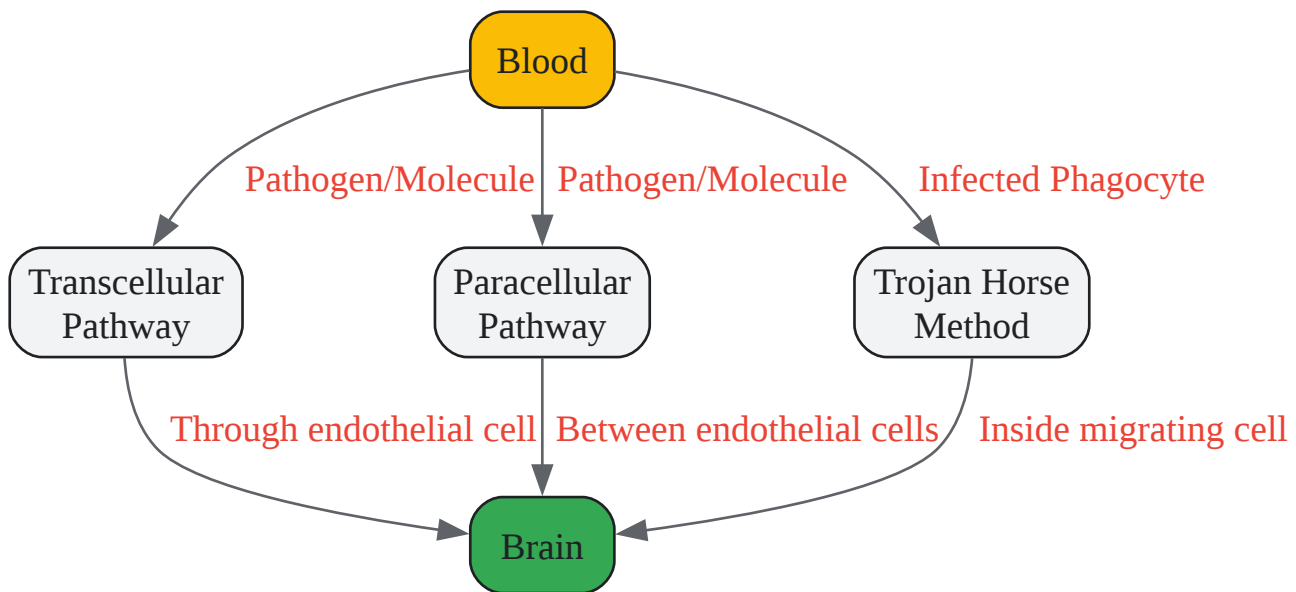 Blood
Pathogen/Molecule
Pathogen/Molecule
Infected Phagocyte
Transcellular
Pathway
Paracellular
Pathway
Trojan Horse
Method
Through endothelial cell
Between endothelial cells
Inside migrating cell
Brain